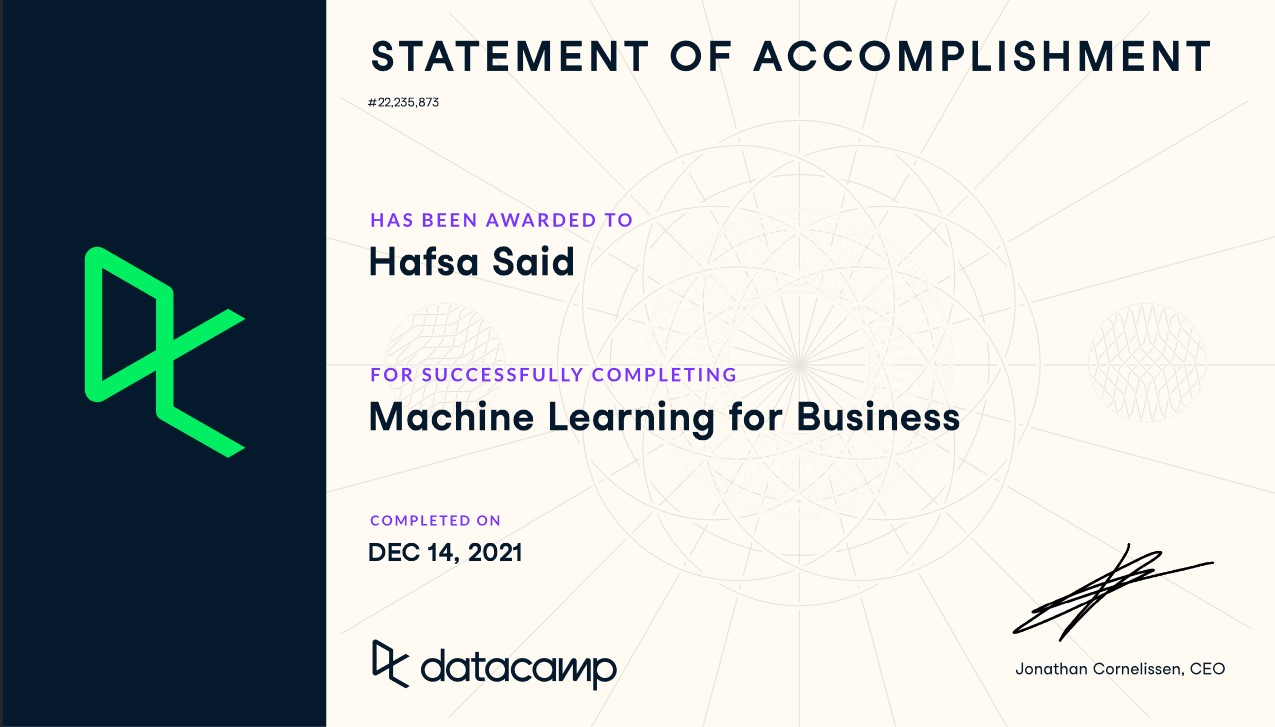 STATEMENT OF ACCOMPLISHMENT
#22,235,873
HAS BEEN AWARDED TO
Hafsa Said
FOR SUCCESSFULLY COMPLETING
Machine Learning for Business
COMPLETED ON
DEC 14, 2021
datacamp
Jonathan Cornelissen, CEO